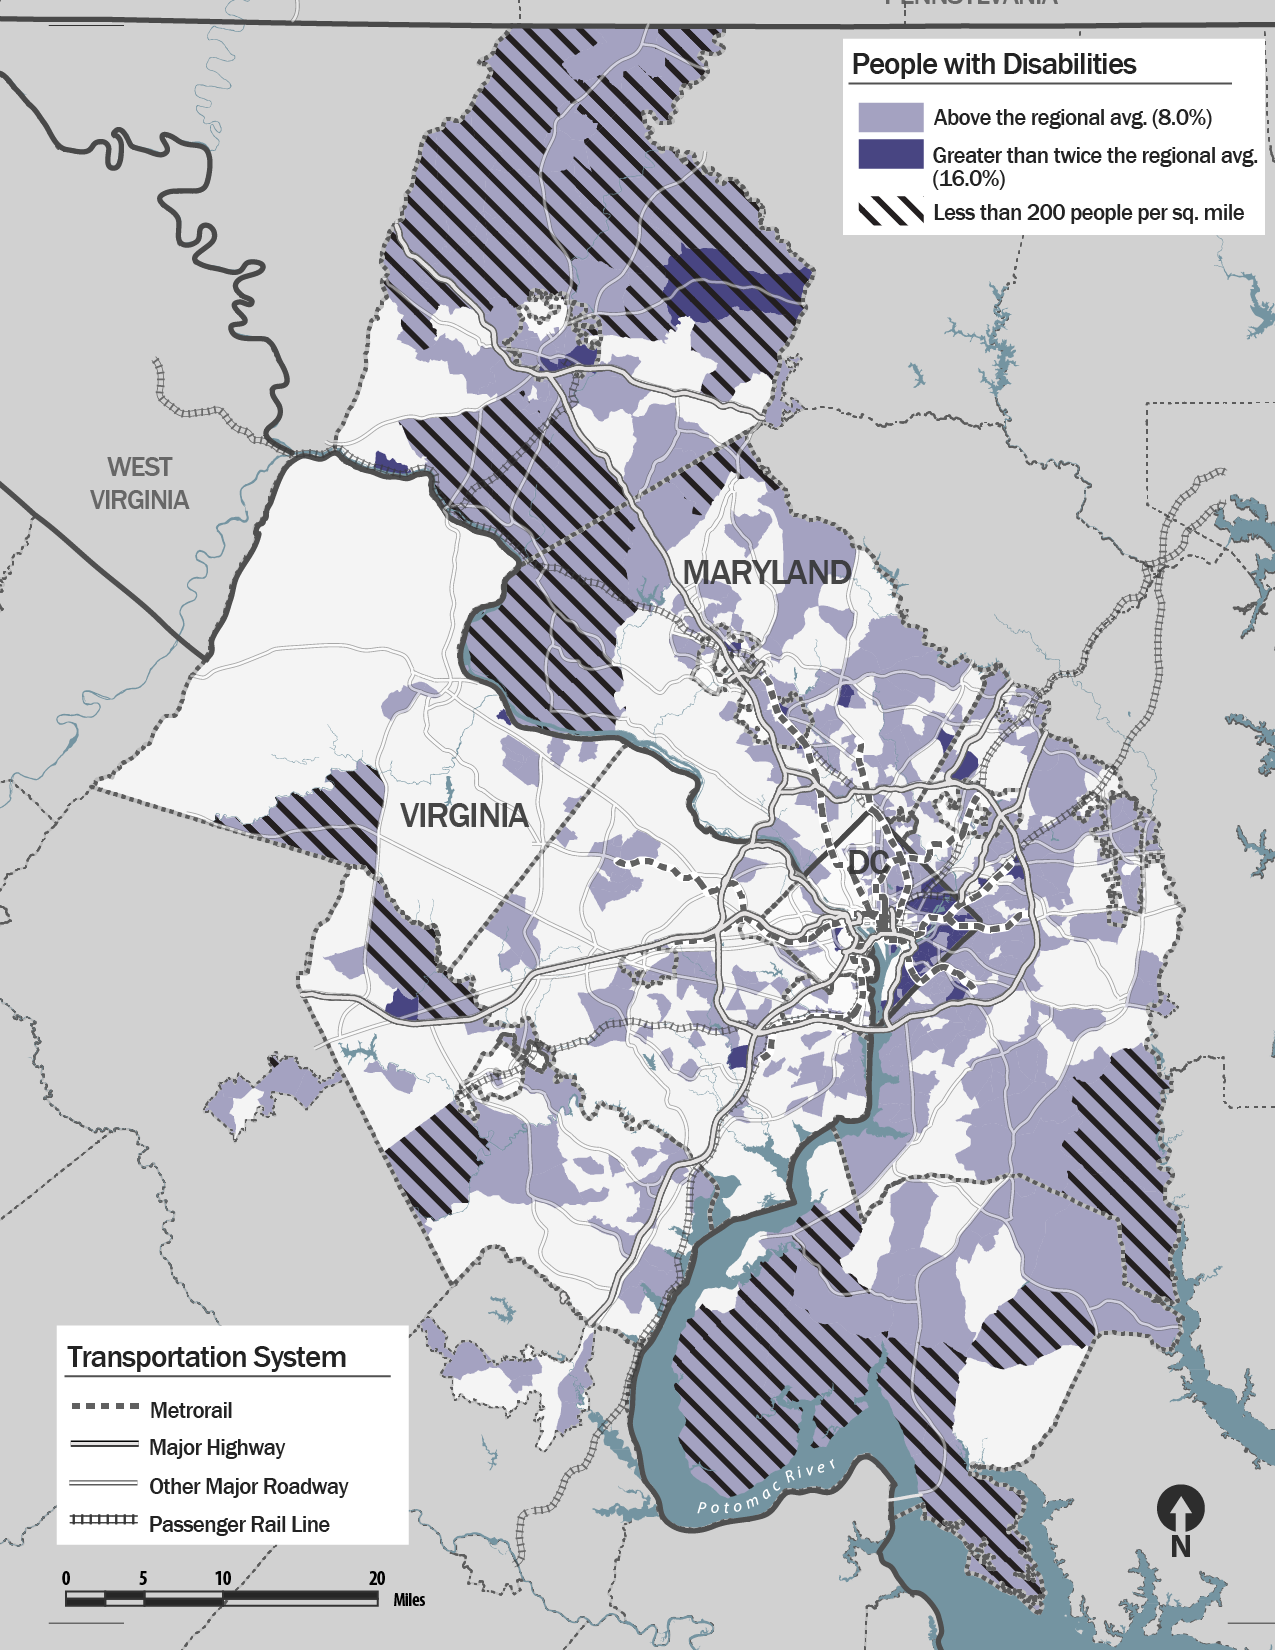 PENNSYLVANIA
People with Disabilities
Above the regional avg. (8.0%)
Greater than twice the regional avg.
(16.0%)
Less than 200 people per sq. mile
WEST
VIRGINIA
MARYLAND
VIRGINIA
DC
Transportation System
Metrorail
Major Highway
Other Major Roadway
Passenger Rail Line
Potomac River
N
0 5 10 20
Miles